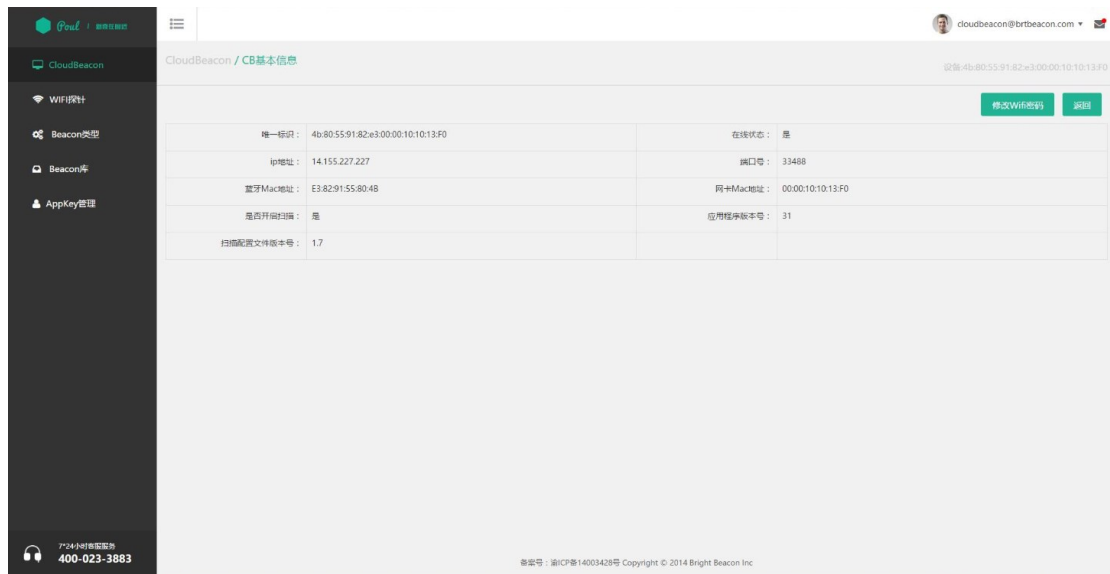 Poul /
cloudbeacon@brtbeacon.com
CloudBeacon
CloudBeacon / CB基本信息
设备:4b:80:55:91:82:e3:00:00:10:10:13:F0
WIFI探针
修改Wifi密码 返回
Beacon类型
唯一标识： 4b:80:55:91:82:e3:00:00:10:10:13:F0 在线状态： 是
ip地址： 14.155.227.227 端口号： 33488
Beacon库
蓝牙Mac地址： E3:82:91:55:80:4B 网卡Mac地址： 00:00:10:10:13:F0
AppKey管理
是否开启扫描： 是 应用程序版本号： 31
扫描配置文件版本号： 1.7
7*24小时客服服务
400-023-3883
备案号：渝ICP备14003428号 Copyright © 2014 Bright Beacon Inc